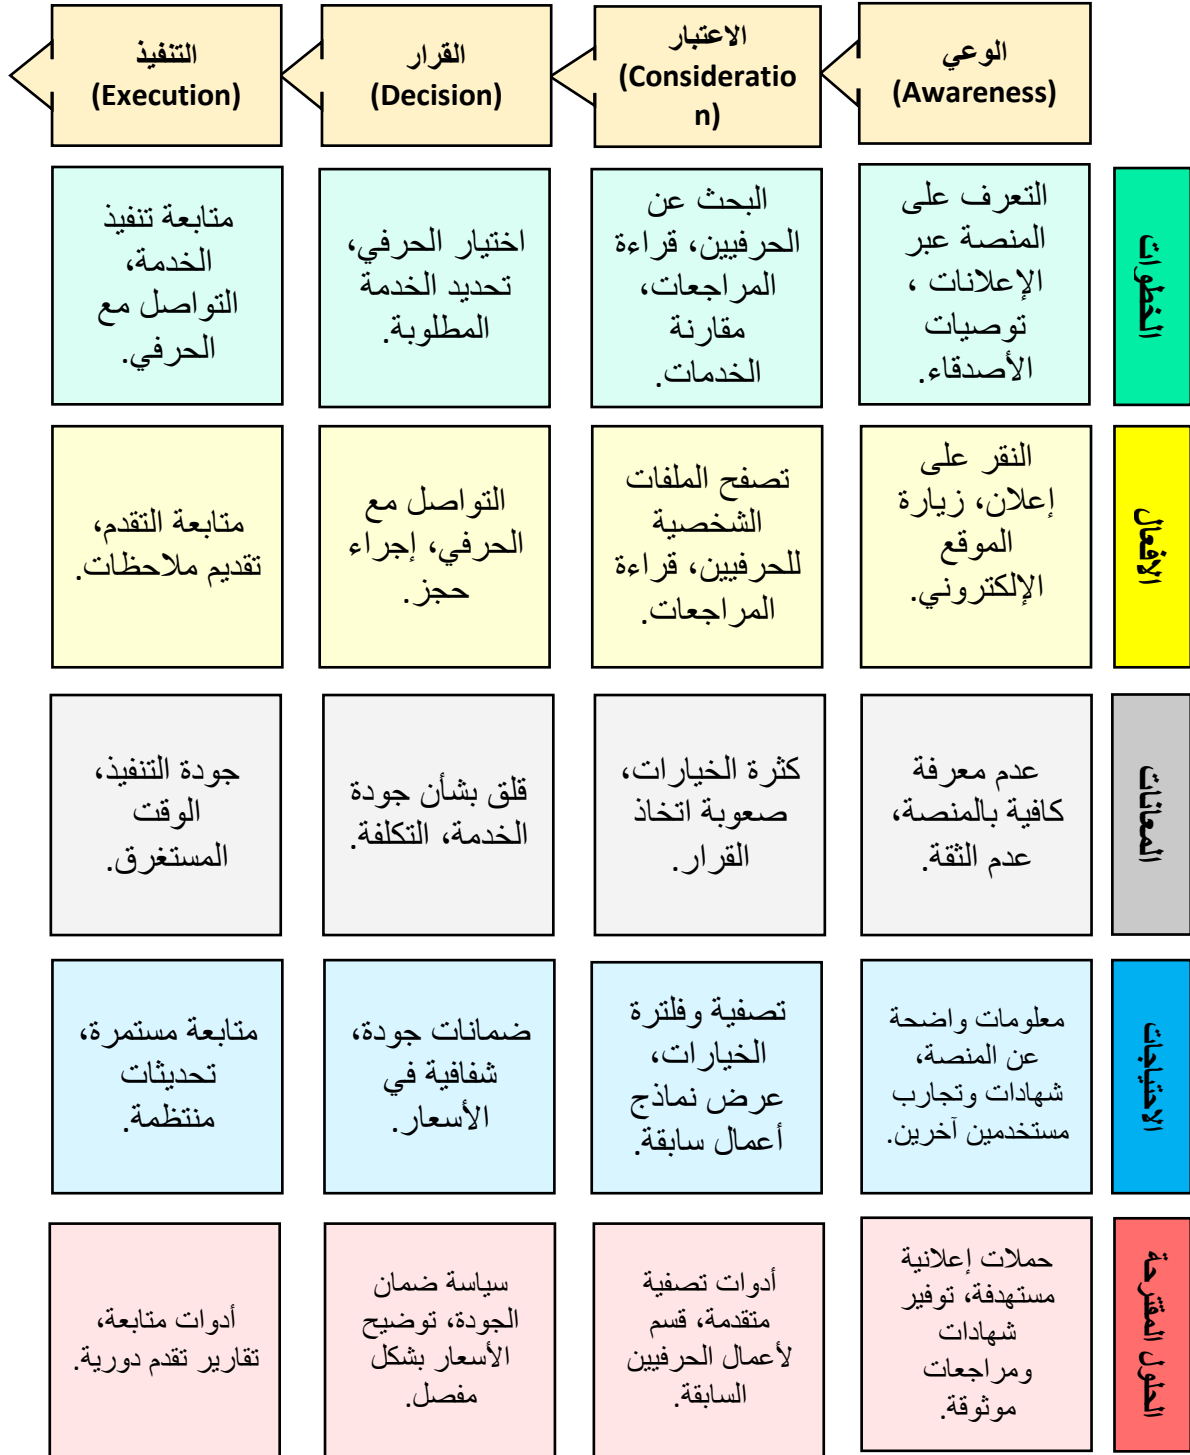 الوعي
(Awareness)
الاعتبار
(Consideratio
n)
القرار
(Decision)
التنفيذ
(Execution)
الخطوات
التعرف على
المنصة عبر
الإعلانات ،
توصيات
الأصدقاء.
البحث عن
الحرفيين، قراءة
المراجعات،
مقارنة
الخدمات.
اختيار الحرفي،
تحديد الخدمة
المطلوبة.
متابعة تنفيذ
الخدمة،
التواصل مع
الحرفي.
الافعال
النقر على
إعلان، زيارة
الموقع
الإلكتروني.
تصفح الملفات
الشخصية
للحرفيين، قراءة
المراجعات.
التواصل مع
الحرفي، إجراء
حجز.
متابعة التقدم،
تقديم ملاحظات.
المعانات
عدم معرفة
كافية بالمنصة،
عدم الثقة.
كثرة الخيارات،
صعوبة اتخاذ
القرار.
قلق بشأن جودة
الخدمة، التكلفة.
جودة التنفيذ،
الوقت
المستغرق.
الاحتياجات
معلومات واضحة
عن المنصة،
شهادات وتجارب
مستخدمين آخرين.
تصفية وفلترة
الخيارات،
عرض نماذج
أعمال سابقة.
ضمانات جودة،
شفافية في
الأسعار.
متابعة مستمرة،
تحديثات
منتظمة.
الحلول المقترحة
حملات إعلانية
مستهدفة، توفير
شهادات
ومراجعات
موثوقة.
أدوات تصفية
متقدمة، قسم
لأعمال الحرفيين
السابقة.
سياسة ضمان
الجودة، توضيح
الأسعار بشكل
مفصل.
أدوات متابعة،
تقارير تقدم دورية.